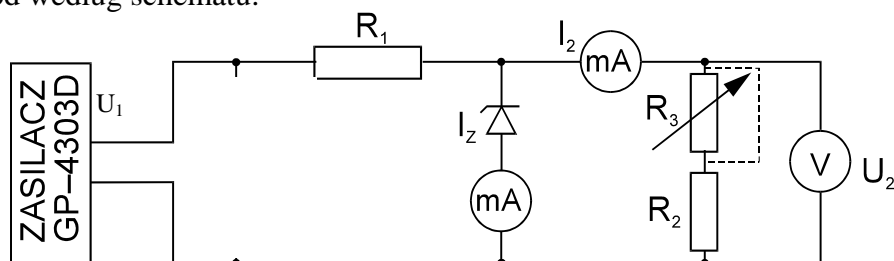 od według schematu.
R1
I2
mA
ZASILACZ
GP–4303D
U1
IZ
R3
V
U2
mA
R2